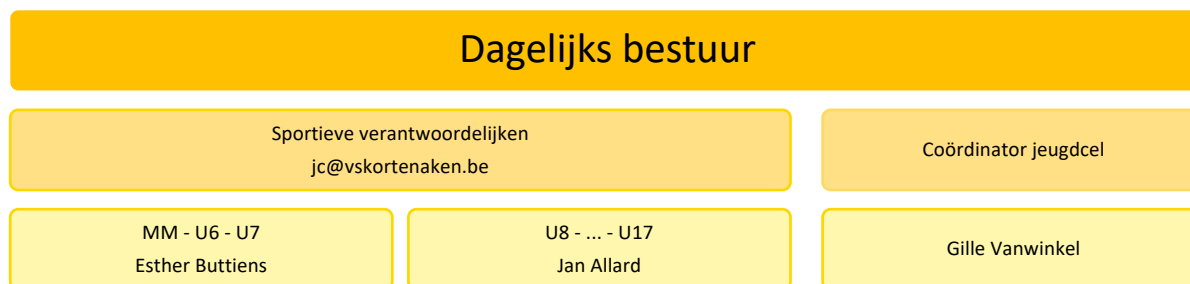 Dagelijks bestuur
Sportieve verantwoordelijken
jc@vskortenaken.be
Coördinator jeugdcel
MM - U6 - U7
Esther Buttiens
U8 - ... - U17
Jan Allard
Gille Vanwinkel